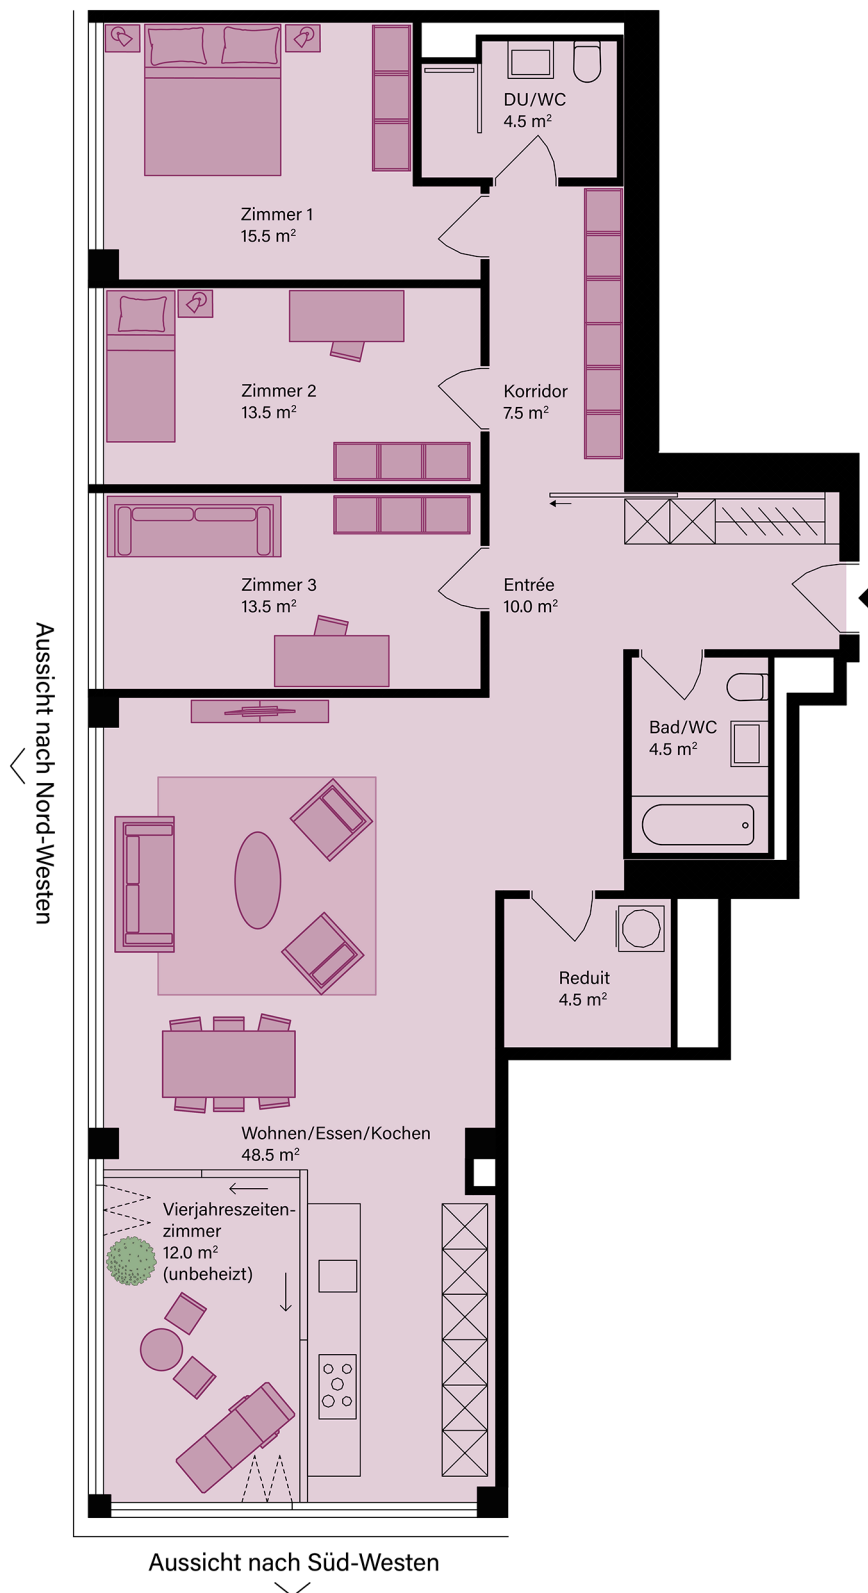 DU/WC
4.5 m²
Zimmer 1
15.5 m²
Zimmer 2
13.5 m²
Korridor
7.5 m²
Zimmer 3
13.5 m²
Entrée
10.0 m²
Aussicht nach Nord-Westen
Bad/WC
4.5 m²
Reduit
4.5 m²
Wohnen/Essen/Kochen
48.5 m²
Vierjahreszeiten-
zimmer
12.0 m²
(unbeheizt)
Aussicht nach Süd-Westen